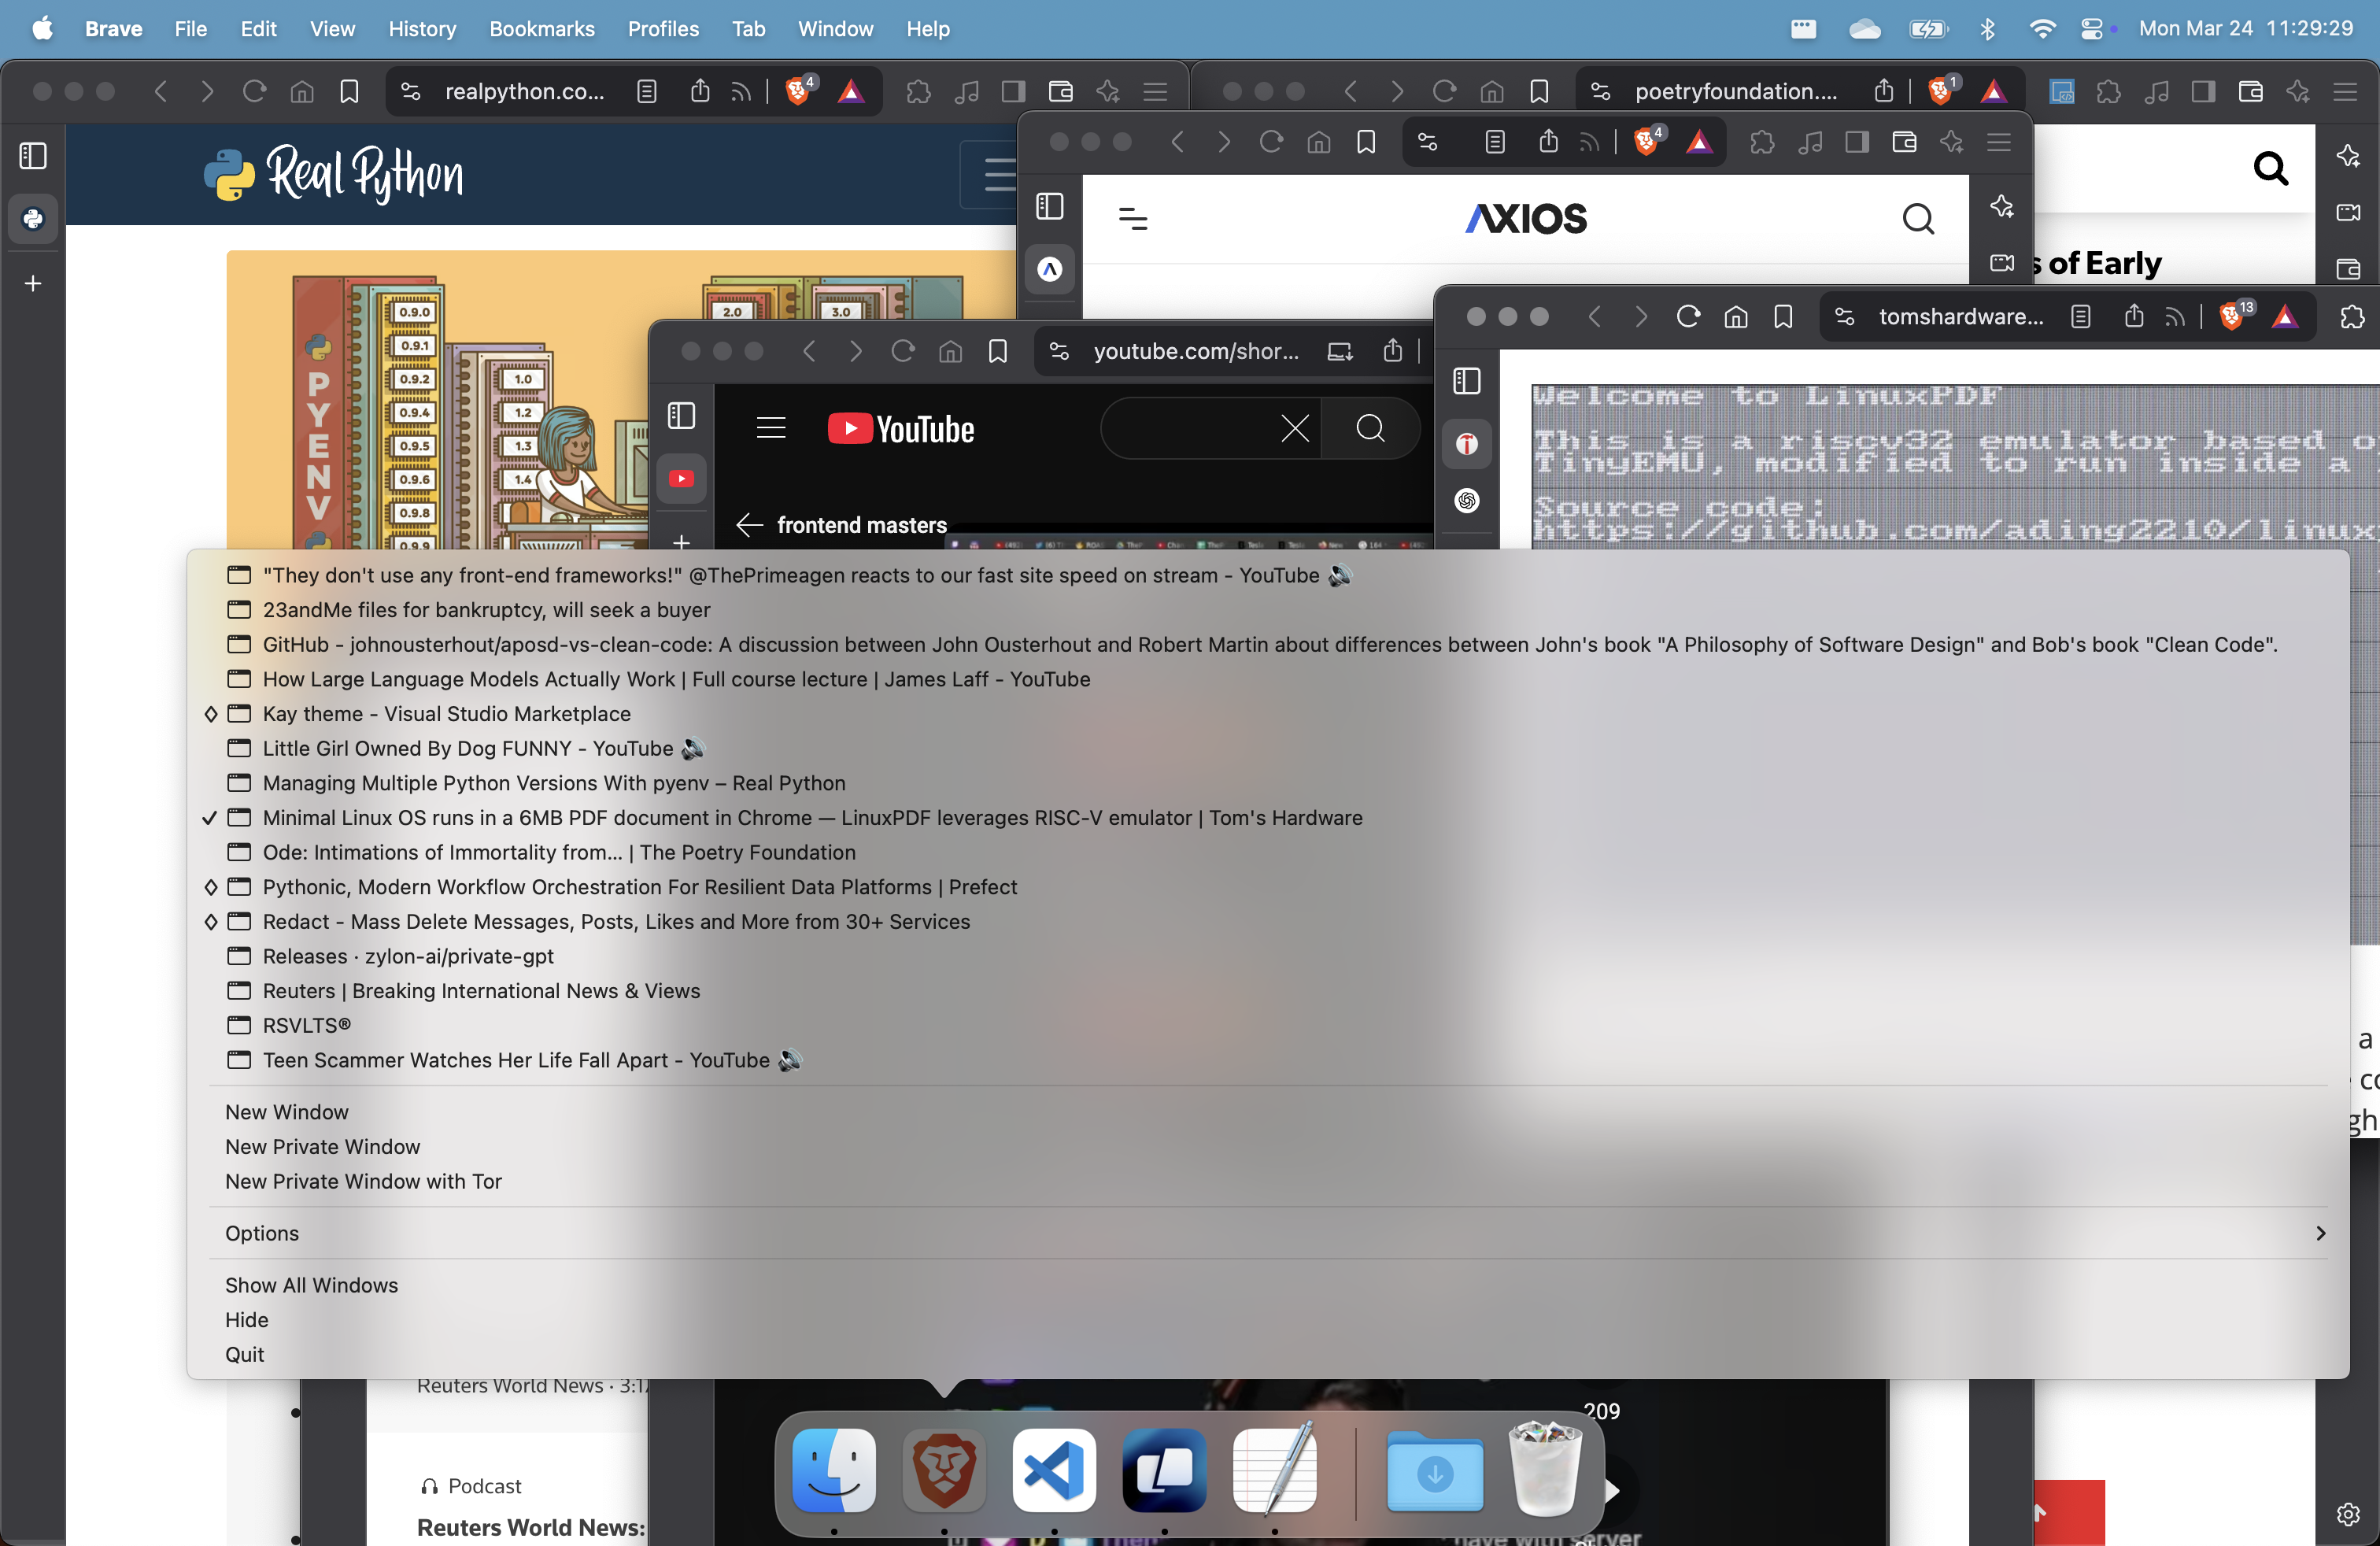 Brave File Edit View History Bookmarks Profiles Tab Window Help Mon Mar 24 11:29:29
realpython.co... 4
poetryfoundation.... 1
4
Real Python
AXIOS
s of Early
tomshardware... 13
youtube.com/shor...
PYENV
0.9.0
0.9.1
0.9.2
0.9.4
0.9.5
0.9.6
0.9.8
0.9.9
1.0
1.2
1.3
1.4
2.0
3.0
YouTube
frontend masters
Welcome to LinuxPDF
This is a riscv32 emulator based o
TinyEMU, modified to run inside a
Source code:
https://github.com/ading2210/linux
"They don't use any front-end frameworks!" @ThePrimeagen reacts to our fast site speed on stream - YouTube 🔊
23andMe files for bankruptcy, will seek a buyer
GitHub - johnousterhout/aposd-vs-clean-code: A discussion between John Ousterhout and Robert Martin about differences between John's book "A Philosophy of Software Design" and Bob's book "Clean Code".
How Large Language Models Actually Work | Full course lecture | James Laff - YouTube
Kay theme - Visual Studio Marketplace
Little Girl Owned By Dog FUNNY - YouTube 🔊
Managing Multiple Python Versions With pyenv – Real Python
Minimal Linux OS runs in a 6MB PDF document in Chrome — LinuxPDF leverages RISC-V emulator | Tom's Hardware
Ode: Intimations of Immortality from... | The Poetry Foundation
Pythonic, Modern Workflow Orchestration For Resilient Data Platforms | Prefect
Redact - Mass Delete Messages, Posts, Likes and More from 30+ Services
Releases · zylon-ai/private-gpt
Reuters | Breaking International News & Views
RSVLTS®
Teen Scammer Watches Her Life Fall Apart - YouTube 🔊
New Window
New Private Window
New Private Window with Tor
Options
Show All Windows
Hide
Quit
a
co
gh
Reuters World News · 3:1
209
Podcast
Reuters World News:
have with server